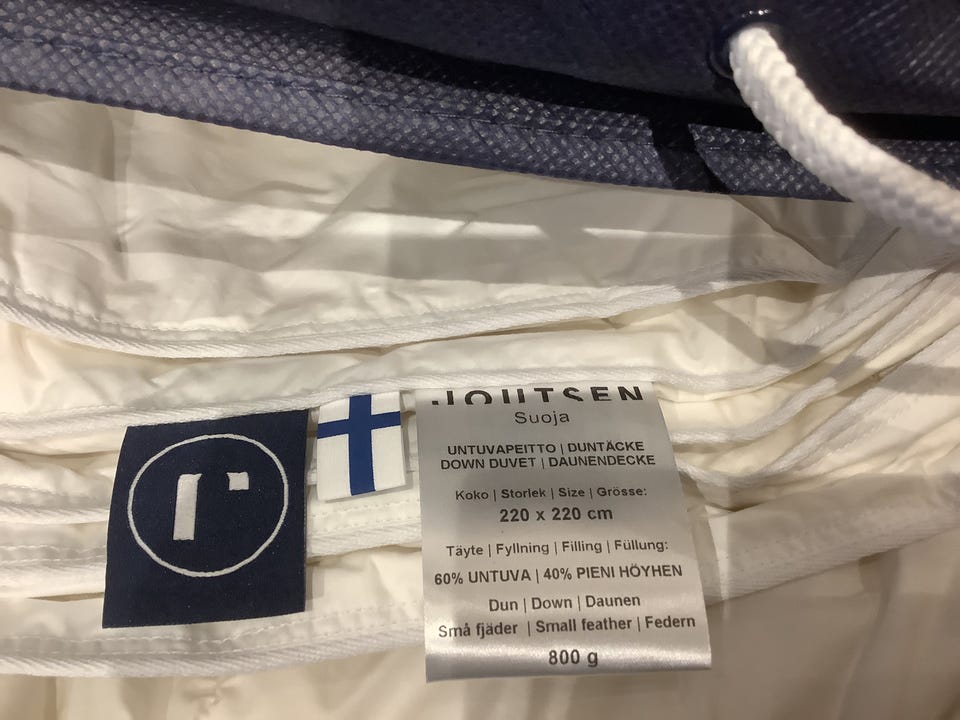 r
JOUTSEN
Suoja
UNTUVAPEITTO | DUNTÄCKE
DOWN DUVET | DAUNENDECKE
Koko | Storlek | Size | Grösse:
220 x 220 cm
Täyte | Fyllning | Filling | Füllung:
60% UNTUVA | 40% PIENI HÖYHEN
Dun | Down | Daunen
Små fjäder | Small feather | Federn
800 g